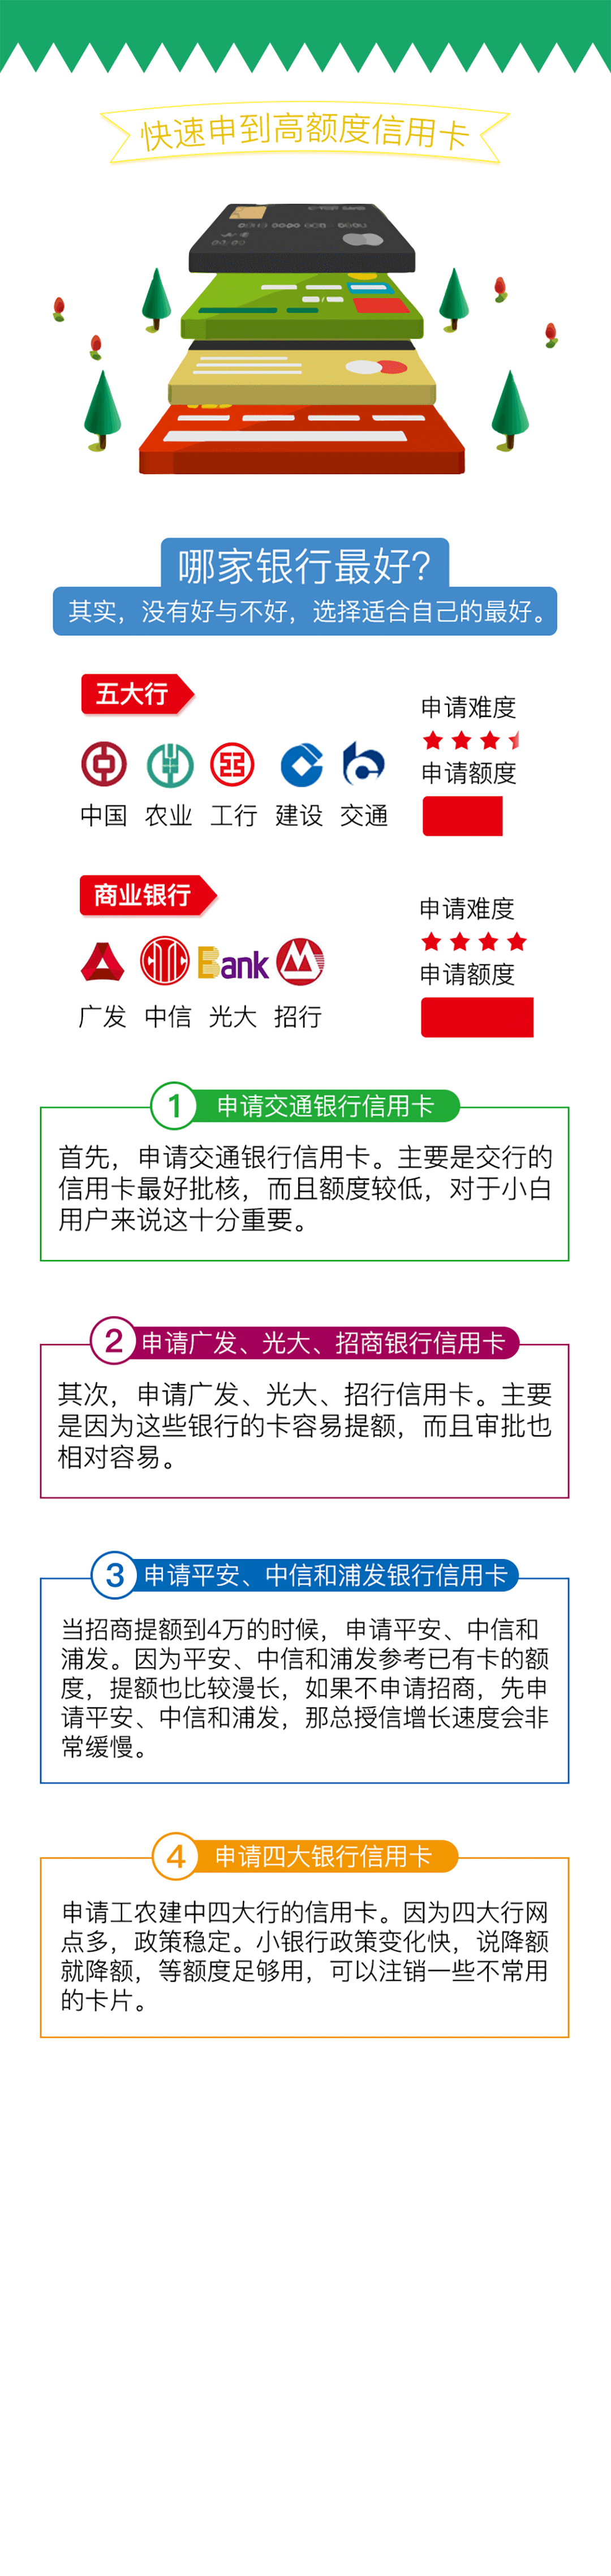 快速申到高额度信用卡
哪家银行最好?
其实，没有好与不好，选择适合自己的最好。
五大行
申请难度
申请额度
中国 农业 工行 建设 交通
商业银行
申请难度
Bank
申请额度
广发 中信 光大 招行
1 申请交通银行信用卡
首先，申请交通银行信用卡。主要是交行的
信用卡最好批核，而且额度较低，对于小白
用户来说这十分重要。
2 申请广发、光大、招商银行信用卡
其次，申请广发、光大、招行信用卡。主要
是因为这些银行的卡容易提额，而且审批也
相对容易。
3 申请平安、中信和浦发银行信用卡
当招商提额到4万的时候，申请平安、中信和
浦发。因为平安、中信和浦发参考已有卡的额
度，提额也比较漫长，如果不申请招商，先申
请平安、中信和浦发，那总授信增长速度会非
常缓慢。
4 申请四大银行信用卡
申请工农建中四大行的信用卡。因为四大行网
点多，政策稳定。小银行政策变化快，说降额
就降额，等额度足够用，可以注销一些不常用
的卡片。